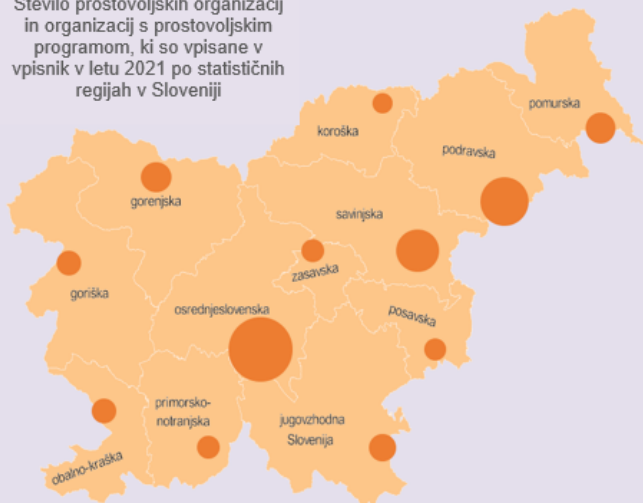 Število prostovoljskih organizacij
in organizacij s prostovoljskim
programom, ki so vpisane v
vpisnik v letu 2021 po statističnih
regijah v Sloveniji
pomurska
koroška
podravska
gorenjska
savinjska
zasavska
goriška
osrednjeslovenska
posavska
primorsko-
notranjska
jugovzhodna
Slovenija
obalno-kraška